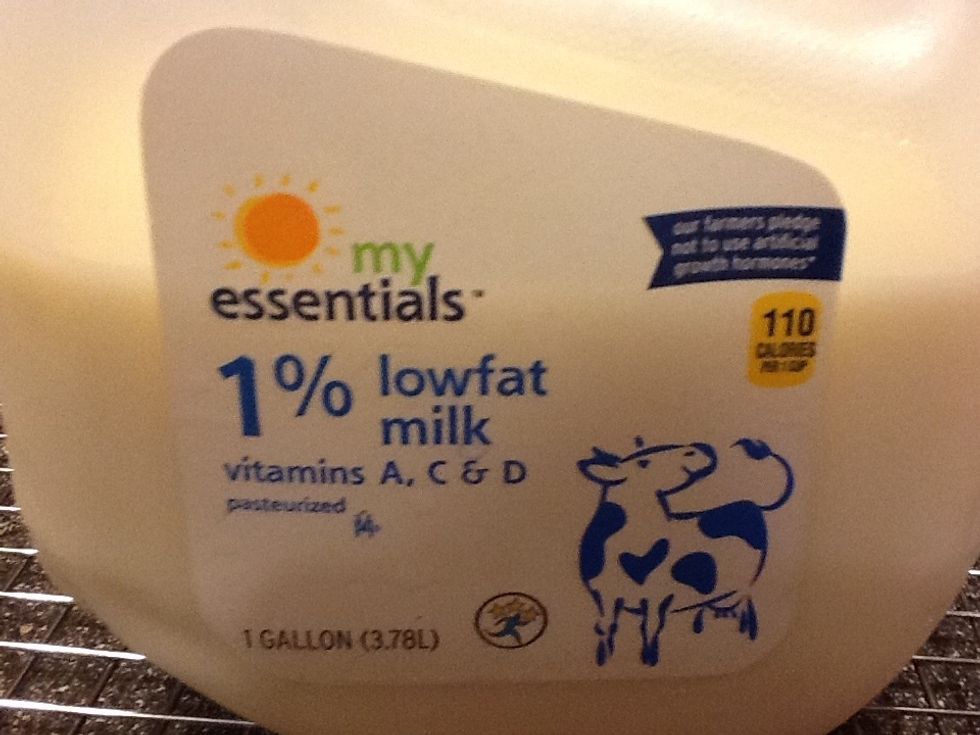 my
essentials™
1% lowfat
milk
vitamins A, C & D
pasteurized
1 GALLON (3.78L)
our farmers pledge
not to use artificial
growth hormones*
110
CALORIES
PER 1 CUP